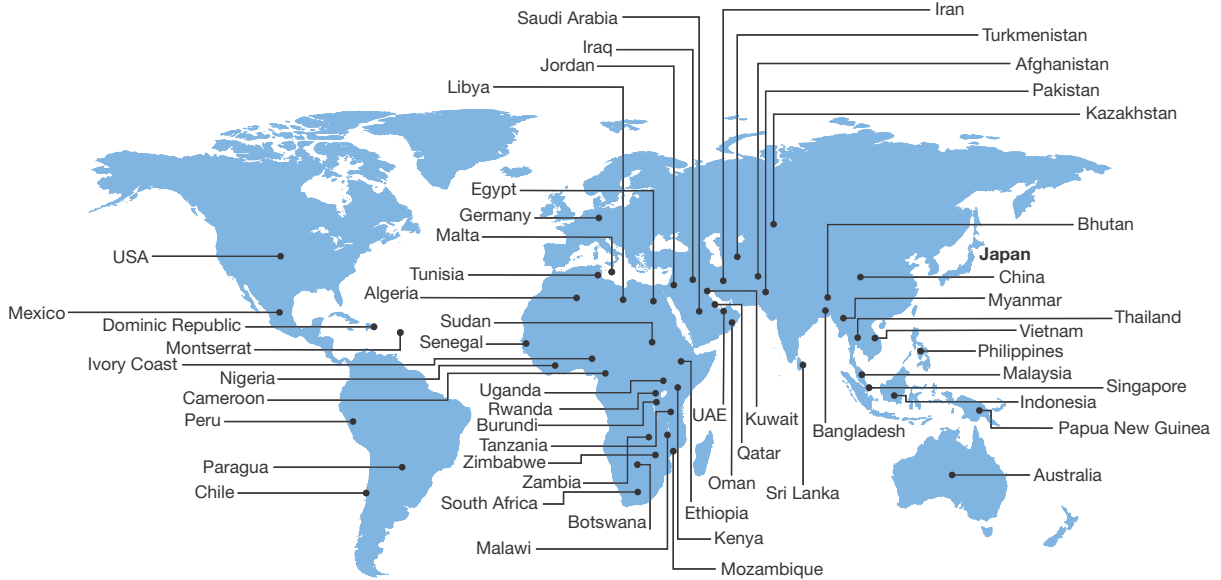 Saudi Arabia
Iran
Turkmenistan
Iraq
Jordan
Afghanistan
Libya
Pakistan
Kazakhstan
Egypt
Germany
Malta
Bhutan
USA
Japan
Tunisia
China
Algeria
Myanmar
Mexico
Thailand
Dominic Republic
Sudan
Vietnam
Montserrat
Senegal
Philippines
Ivory Coast
Nigeria
Malaysia
Cameroon
Uganda
Singapore
Rwanda
UAE
Kuwait
Indonesia
Peru
Burundi
Bangladesh
Papua New Guinea
Tanzania
Qatar
Paragua
Zimbabwe
Australia
Zambia
Oman
Sri Lanka
Chile
South Africa
Botswana
Ethiopia
Malawi
Kenya
Mozambique